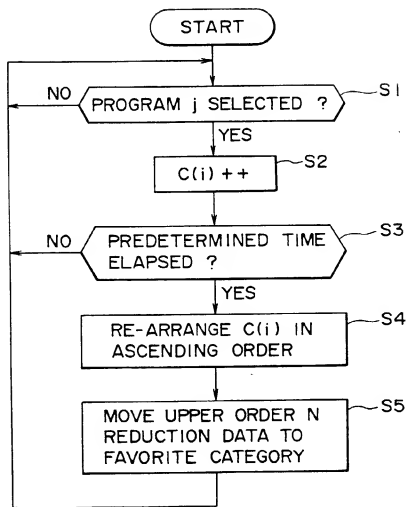 START
NO
PROGRAM j SELECTED ?
S1
YES
S2
C(i) ++
NO
PREDETERMINED TIME
ELAPSED ?
S3
YES
S4
RE-ARRANGE C(i) IN
ASCENDING ORDER
S5
MOVE UPPER ORDER N
REDUCTION DATA TO
FAVORITE CATEGORY